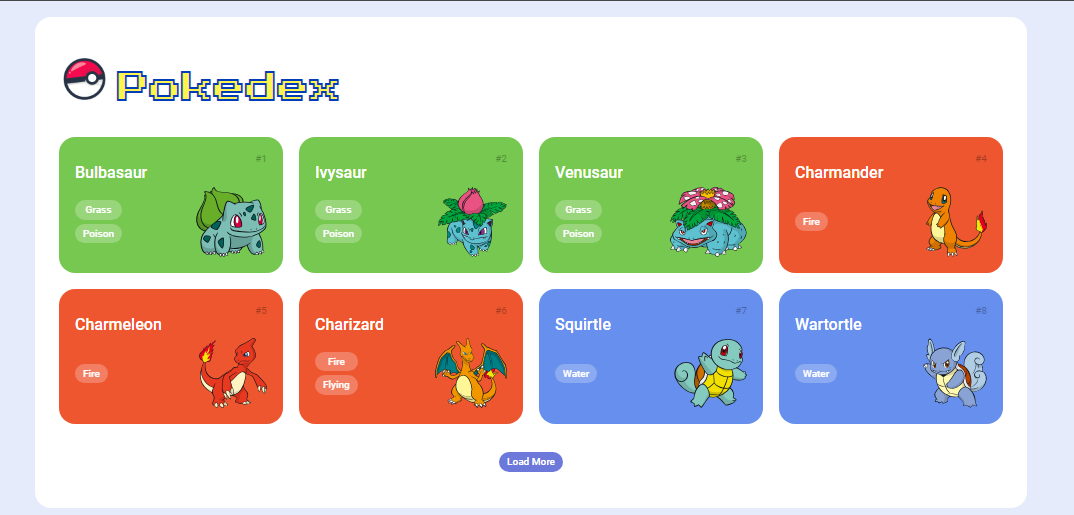 Pokedex
#1
Bulbasaur
Grass
Poison
#2
Ivysaur
Grass
Poison
#3
Venusaur
Grass
Poison
#4
Charmander
Fire
#5
Charmeleon
Fire
#6
Charizard
Fire
Flying
#7
Squirtle
Water
#8
Wartortle
Water
Load More